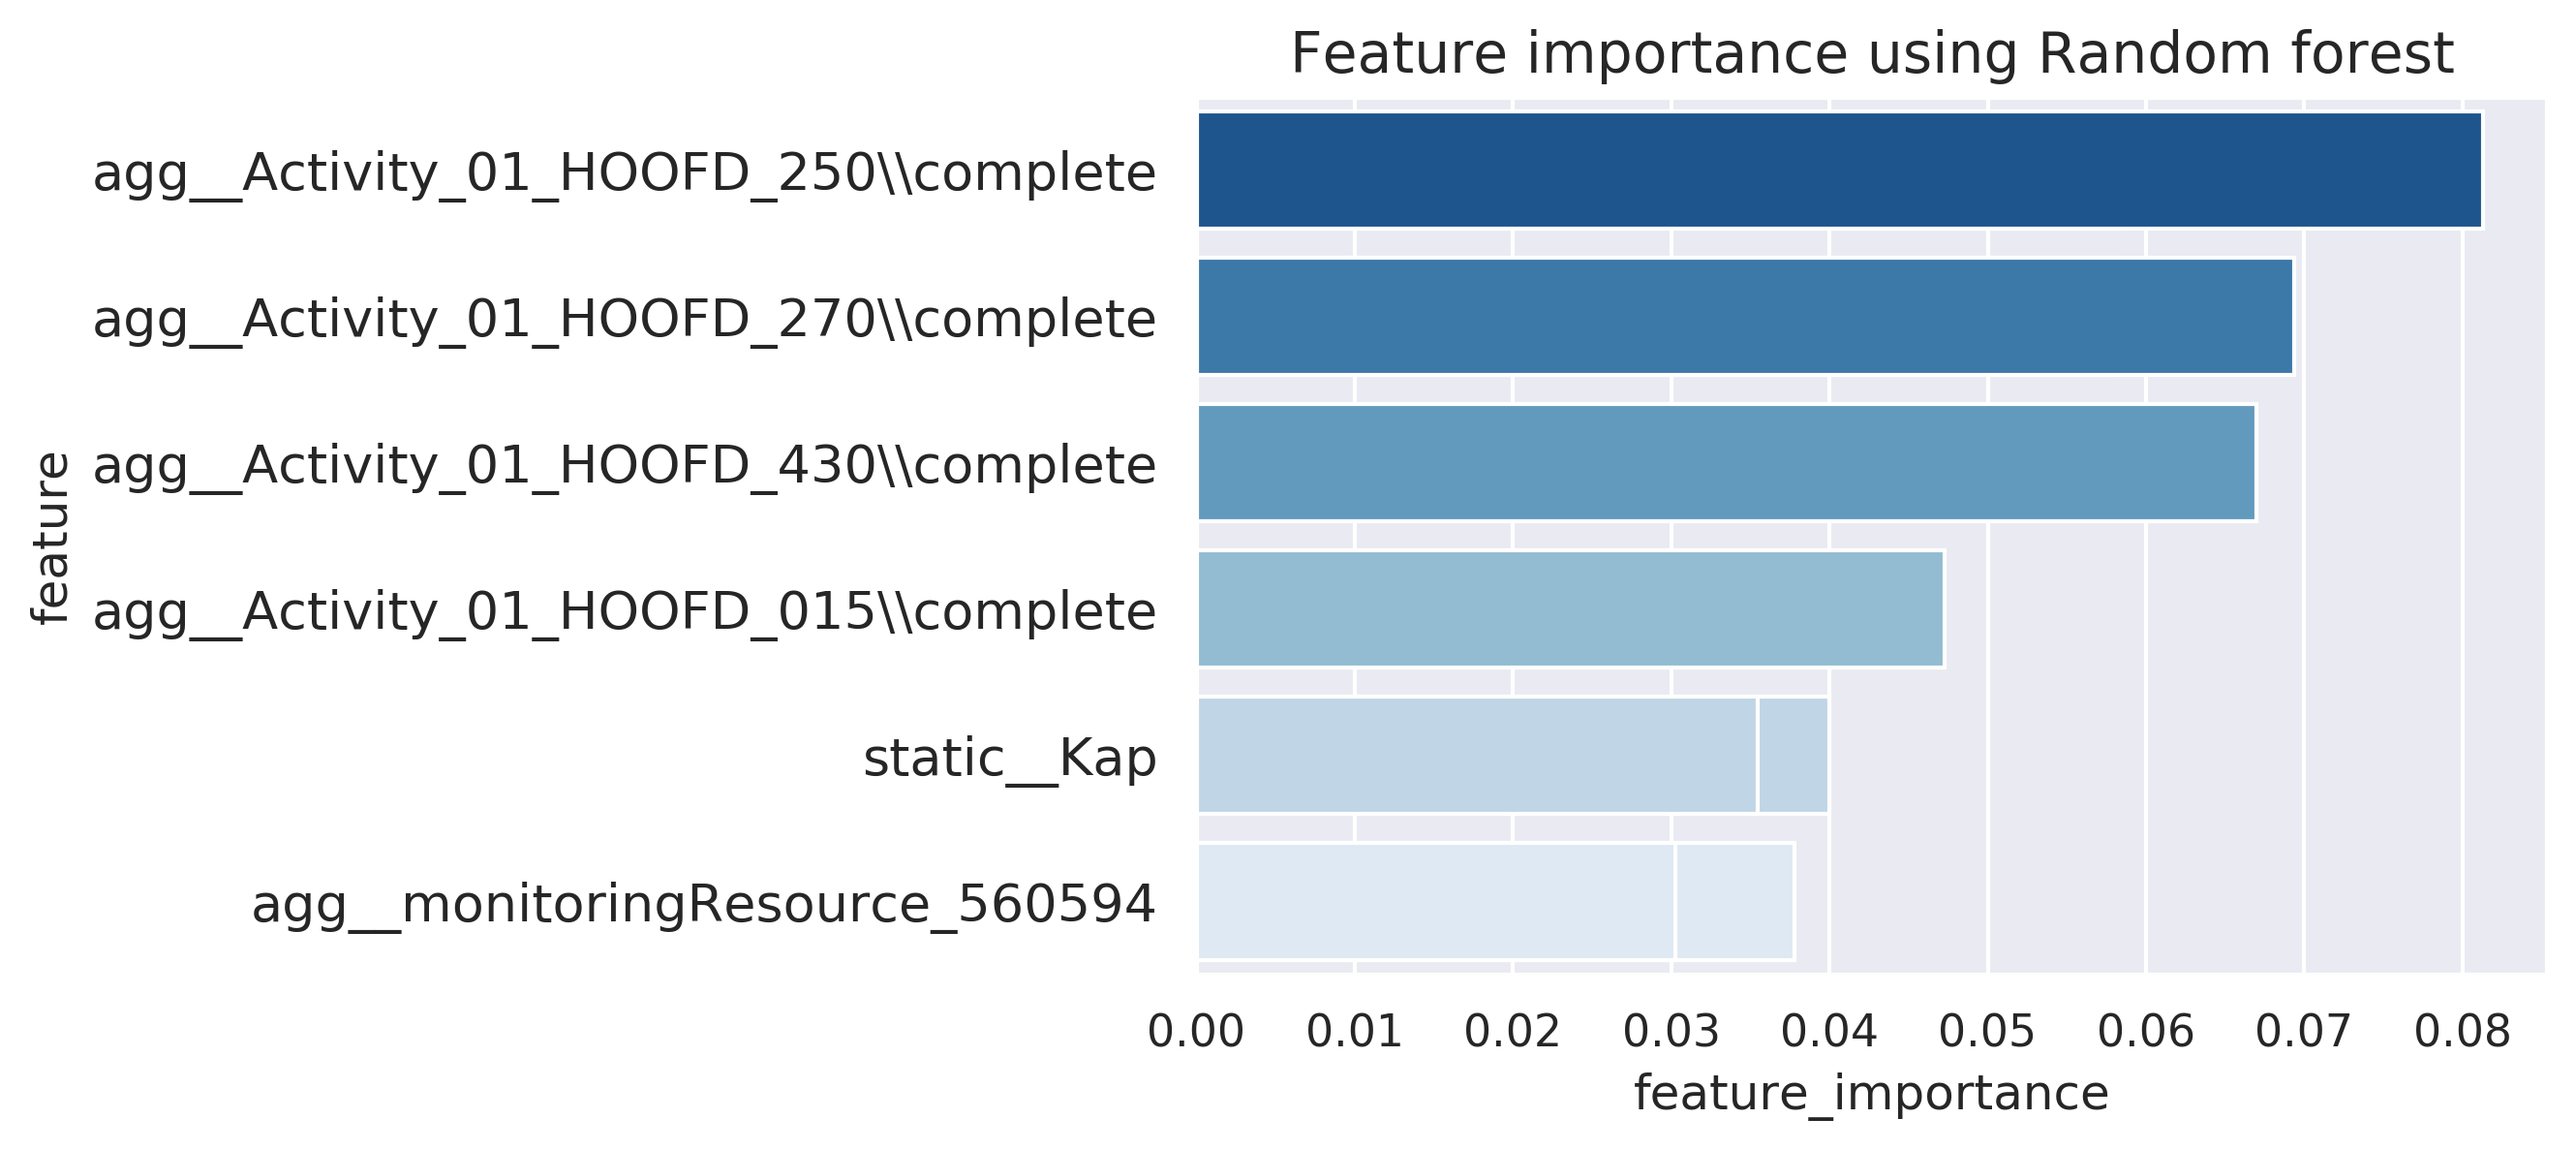 Feature importance using Random forest
feature
agg__Activity_01_HOOFD_250\\complete
agg__Activity_01_HOOFD_270\\complete
agg__Activity_01_HOOFD_430\\complete
agg__Activity_01_HOOFD_015\\complete
static__Kap
agg__monitoringResource_560594
0.00 0.01 0.02 0.03 0.04 0.05 0.06 0.07 0.08
feature_importance